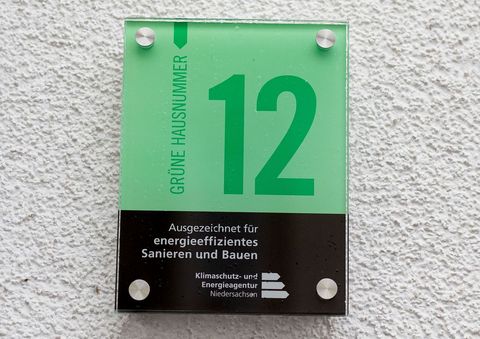 GRÜNE HAUSNUMMER
12
Ausgezeichnet für
energieeffizientes
Sanieren und Bauen
Klimaschutz- und
Energieagentur
Niedersachsen